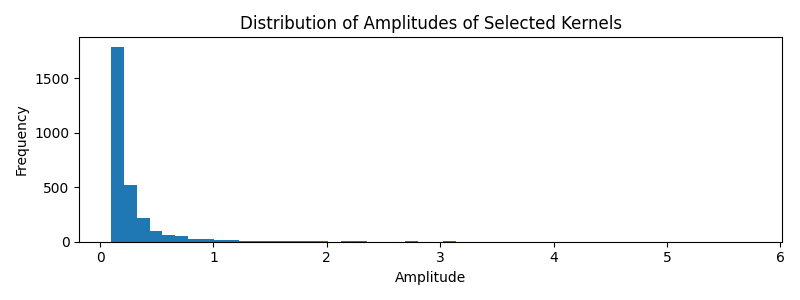 Distribution of Amplitudes of Selected Kernels
Frequency
1500
1000
500
0
0 1 2 3 4 5 6
Amplitude